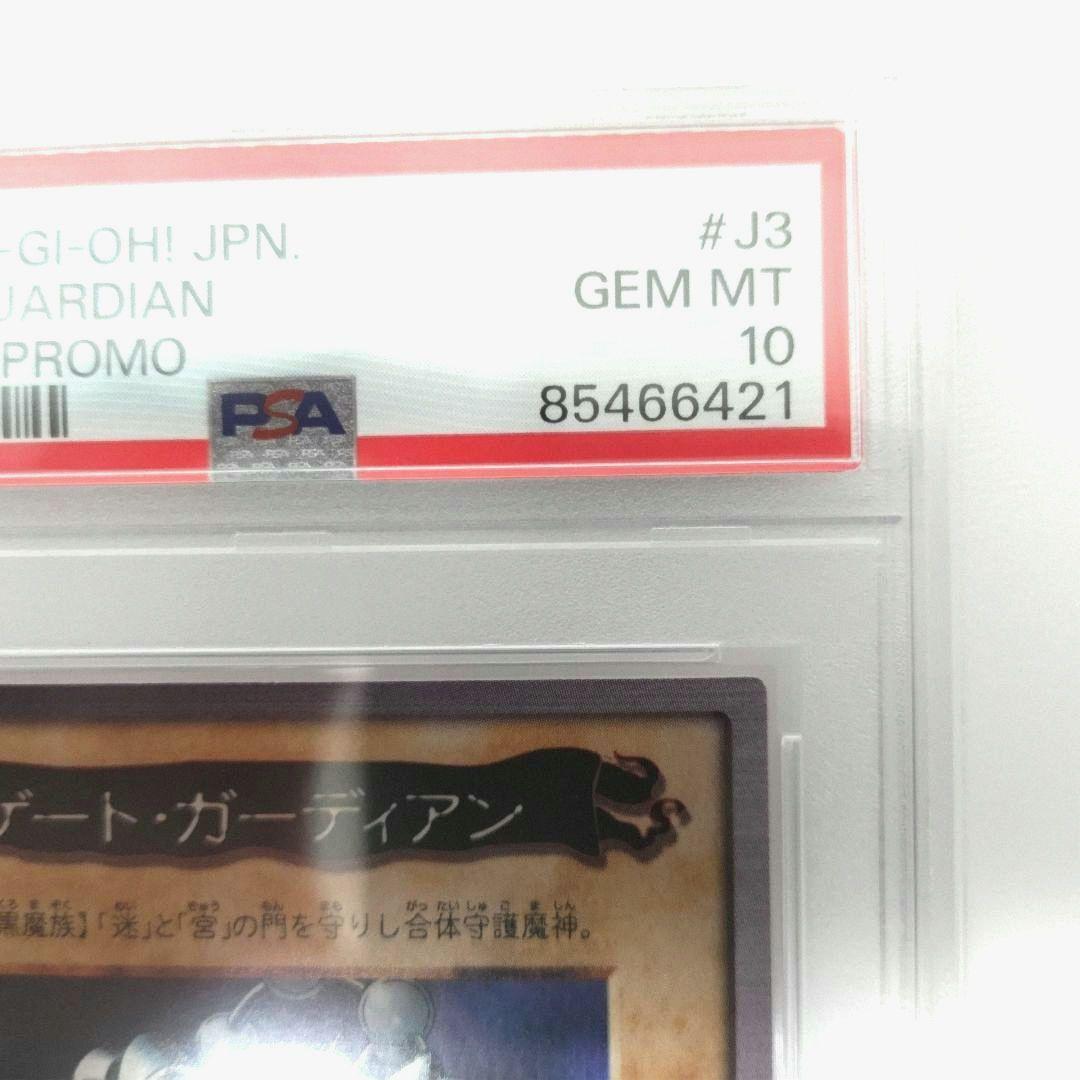 -GI-OH! JPN. #J3
UARDIAN GEM MT
PROMO 10
PSA 85466421
ゲート・ガーディアン
黒魔族】「迷」と「宮」の門を守りし合体守護魔神。